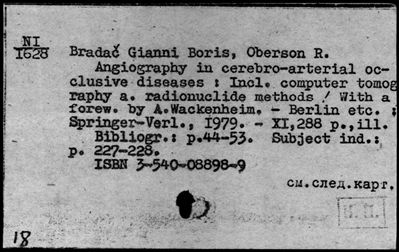 NI
1628
Bradač Gianni Boris, Oberson R.
Angiography in cerebro-arterial oc-
clusive diseases : Incl. computer tomog
raphy a. radionuclide methods / With a
forew. by A.Wackenheim. - Berlin etc. :
Springer-Verl., 1979. - XI,288 p.,ill.
Bibliogr.: p.44-53. Subject ind.:
p. 227-228.
ISBN 3-540-08898-9
см.след.карт.
18